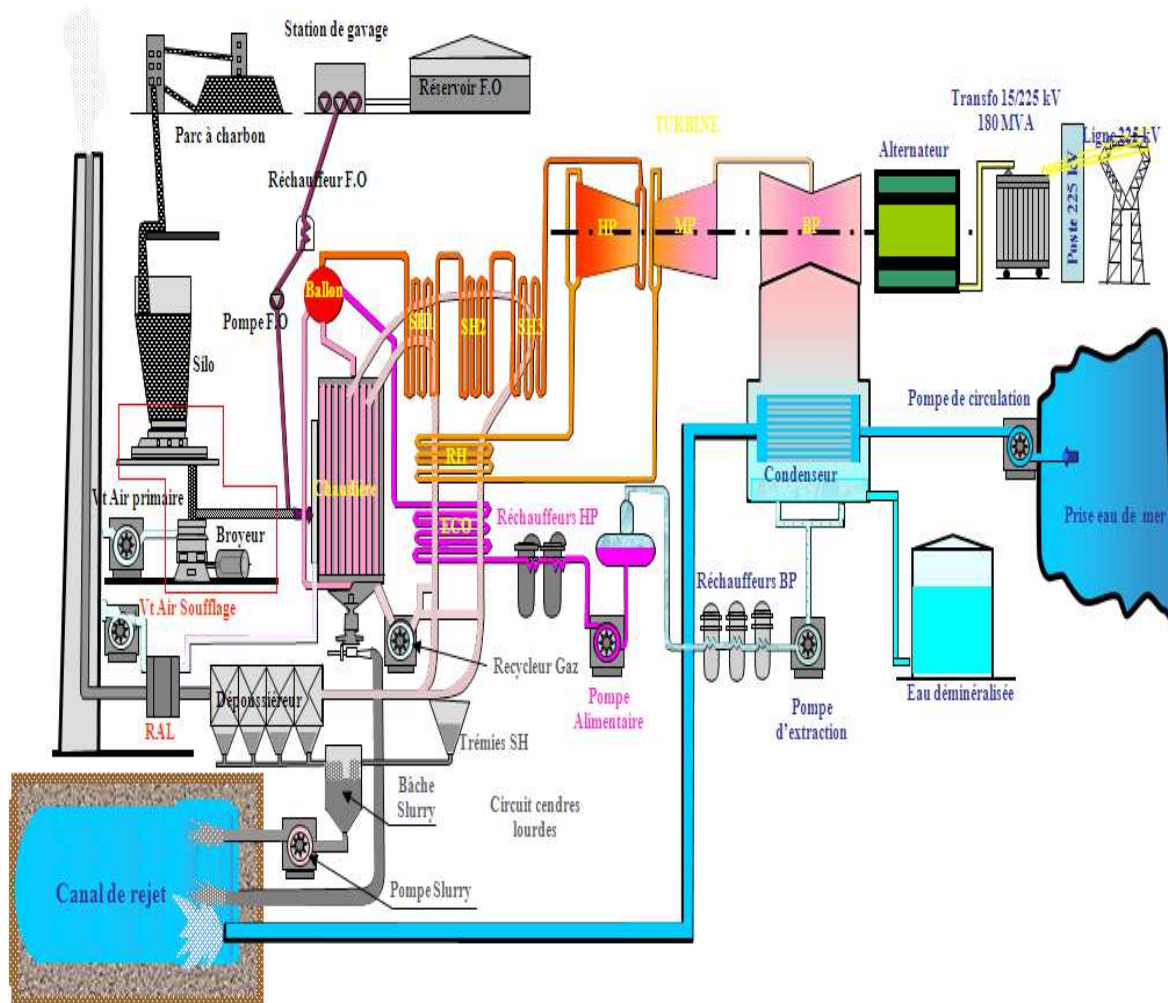 Station de gavage
Réservoir F.O
Parc à charbon
Transfo 15/225 kV
180 MVA
Ligne 225 kV
TURBINE
Alternateur
Réchauffeur F.O
HP
MP
BP
Poste 225 kV
Ballon
Pompe F.O
SH1
SH2
SH3
Silo
Pompe de circulation
RH
Condenseur
Chaudière
Vt Air primaire
ECO
Réchauffeurs HP
Prise eau de mer
Broyeur
Réchauffeurs BP
Vt Air Soufflage
Recycleur Gaz
Eau déminéralisée
Dépoussiéreur
Pompe
Alimentaire
Pompe
d'extraction
RAL
Trémies SH
Bâche
Slurry
Circuit cendres
lourdes
Canal de rejet
Pompe Slurry